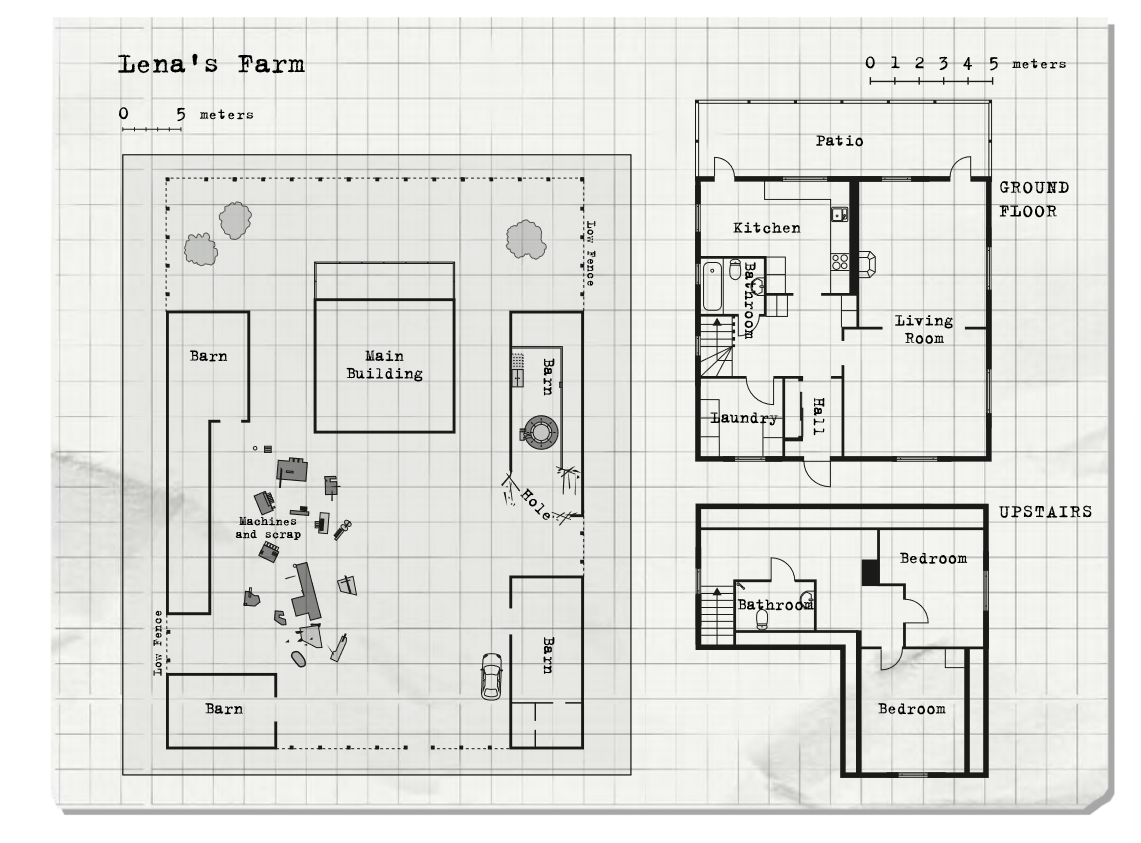 Lena's Farm
0 5 meters
0 1 2 3 4 5 meters
Patio
GROUND
FLOOR
Kitchen
Bathroom
Living
Room
Laundry
Hall
Low Fence
Barn
Main
Building
Barn
Hole
Machines
and scrap
Low Fence
Barn
Barn
UPSTAIRS
Bedroom
Bathroom
Bedroom